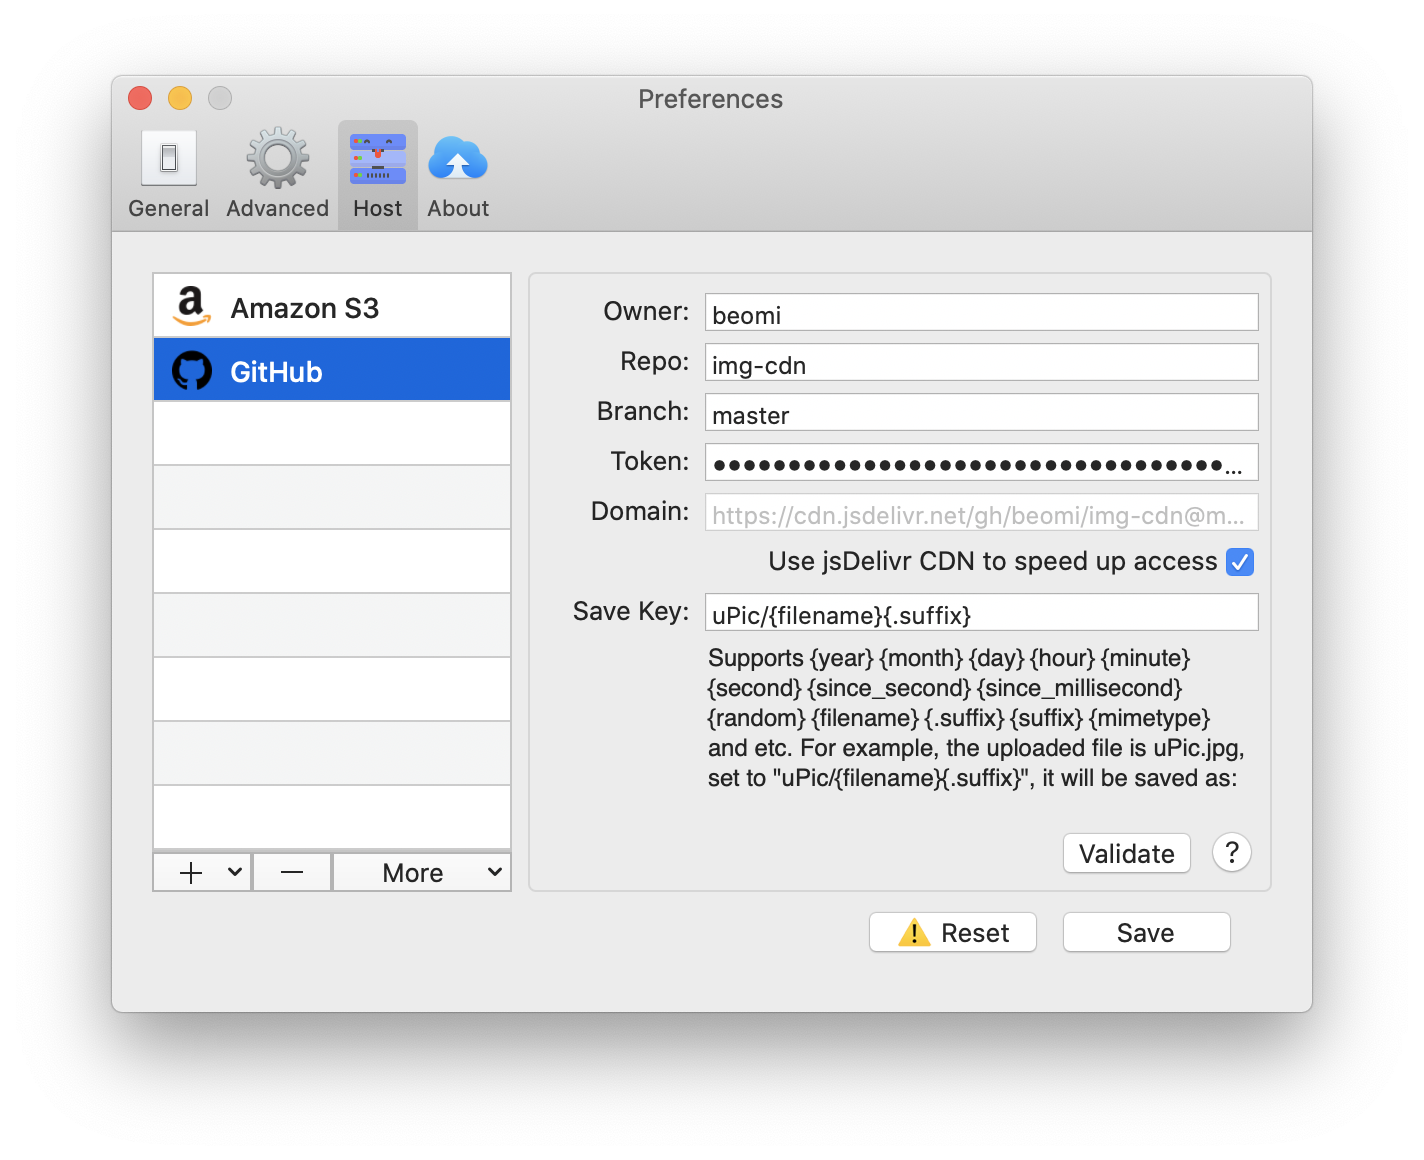 Preferences
General
Advanced
Host
About
Amazon S3
GitHub
Owner:
beomi
Repo:
img-cdn
Branch:
master
Token:
●●●●●●●●●●●●●●●●●●●●●●●●●●●●●●●●●●...
Domain:
https://cdn.jsdelivr.net/gh/beomi/img-cdn@m...
Use jsDelivr CDN to speed up access
Save Key:
uPic/{filename}{.suffix}
Supports {year} {month} {day} {hour} {minute}
{second} {since_second} {since_millisecond}
{random} {filename} {.suffix} {suffix} {mimetype}
and etc. For example, the uploaded file is uPic.jpg,
set to "uPic/{filename}{.suffix}", it will be saved as:
Validate
?
More
Reset
Save